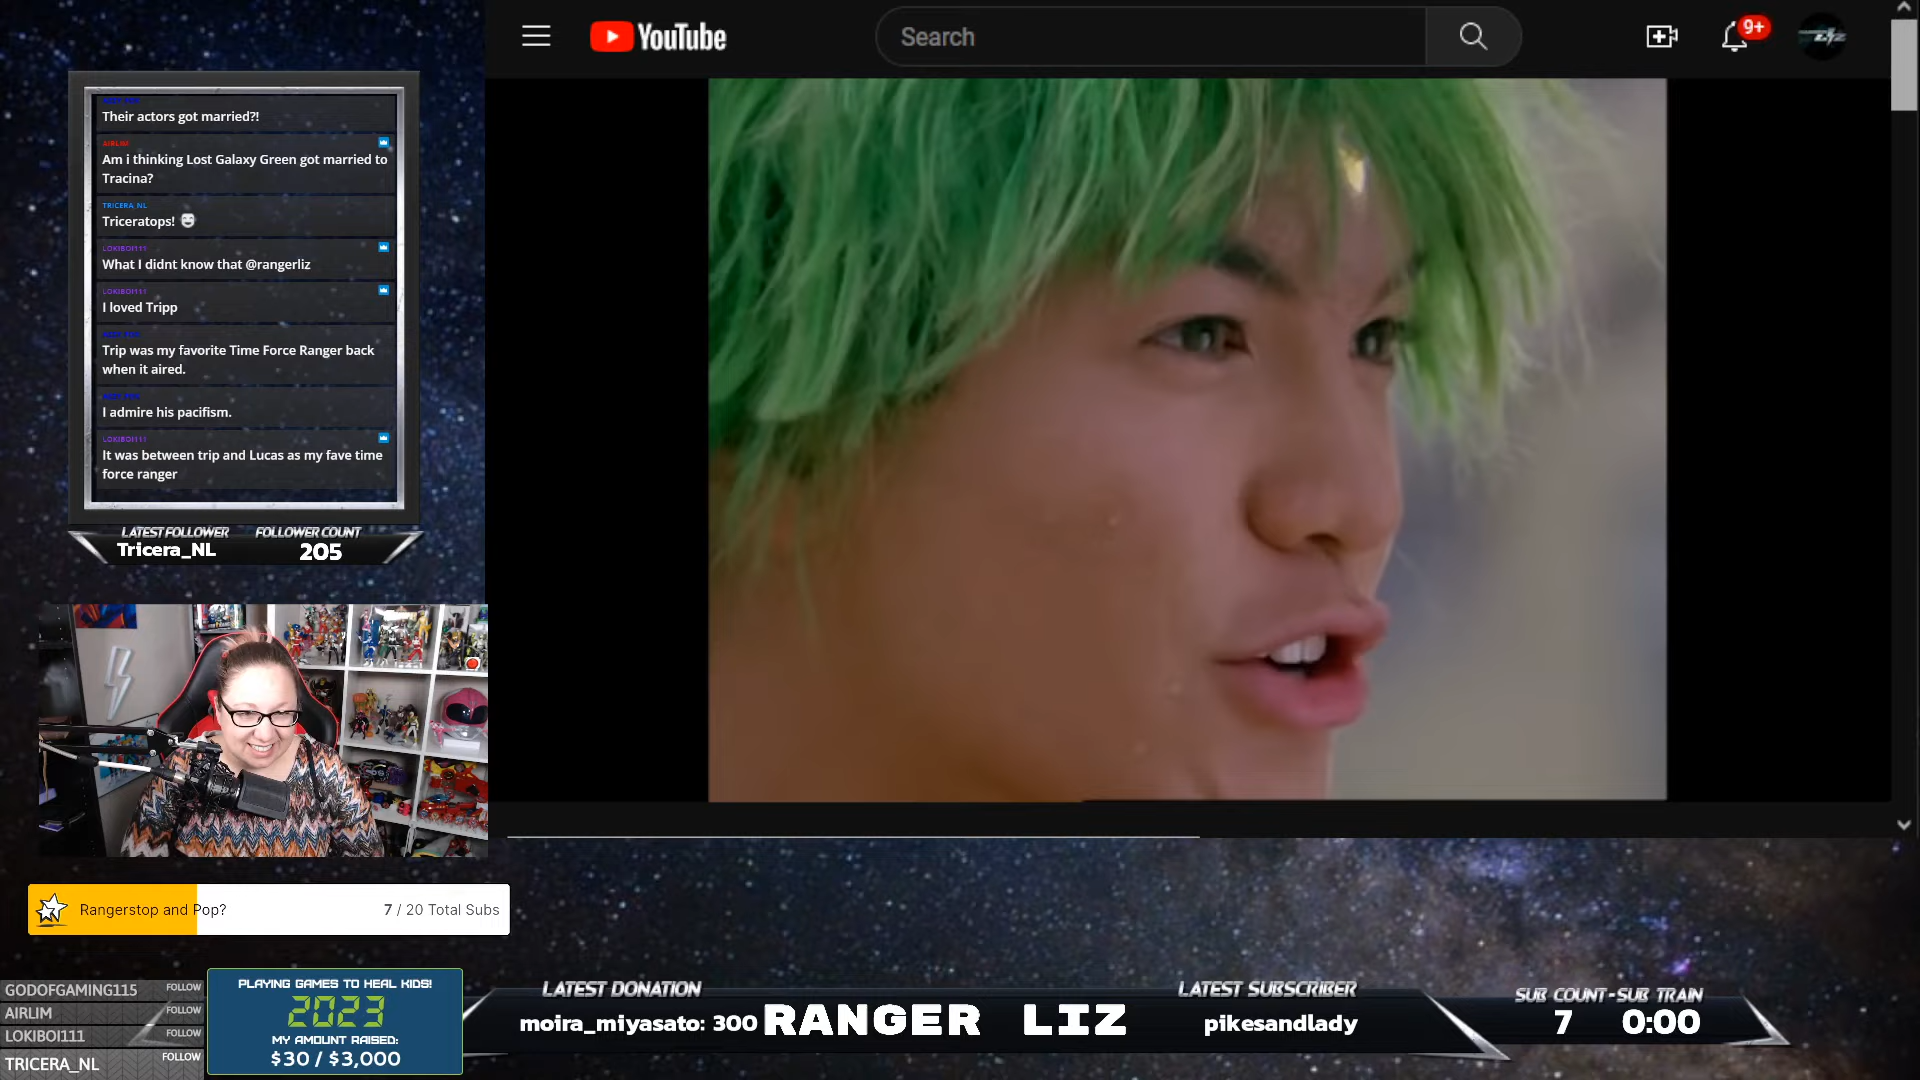 YouTube
Search
9+
Their actors got married?!
AIRLIM
Am i thinking Lost Galaxy Green got married to
Tracina?
TRICERA_NL
Triceratops!
LOKIBOI111
What I didnt know that @rangerliz
LOKIBOI111
I loved Tripp
Trip was my favorite Time Force Ranger back
when it aired.
I admire his pacifism.
LOKIBOI111
It was between trip and Lucas as my fave time
force ranger
LATEST FOLLOWER
Tricera_NL
FOLLOWER COUNT
205
Rangerstop and Pop?
7 / 20 Total Subs
GODOFGAMING115 FOLLOW
AIRLIM FOLLOW
LOKIBOI111 FOLLOW
TRICERA_NL FOLLOW
PLAYING GAMES TO HEAL KIDS!
2023
MY AMOUNT RAISED:
$30 / $3,000
LATEST DONATION
moira_miyasato: 300
RANGER LIZ
LATEST SUBSCRIBER
pikesandlady
SUB COUNT-SUB TRAIN
7 0:00